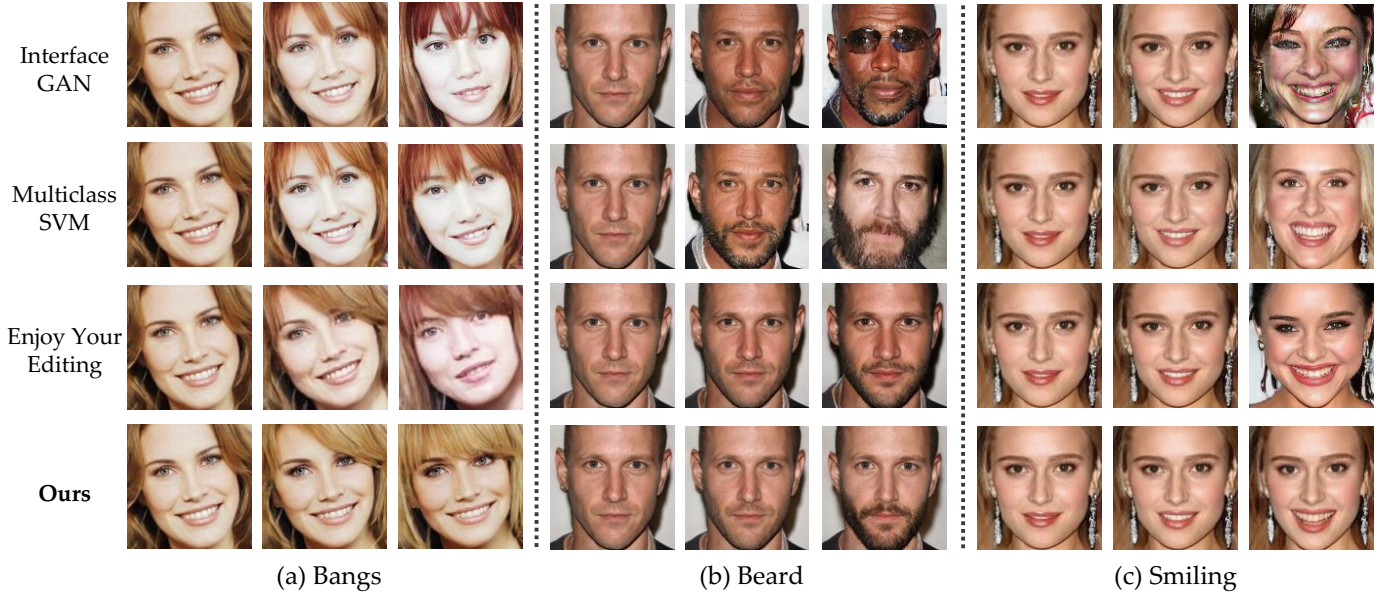 Interface
GAN
Multiclass
SVM
Enjoy Your
Editing
Ours
(a) Bangs
(b) Beard
(c) Smiling